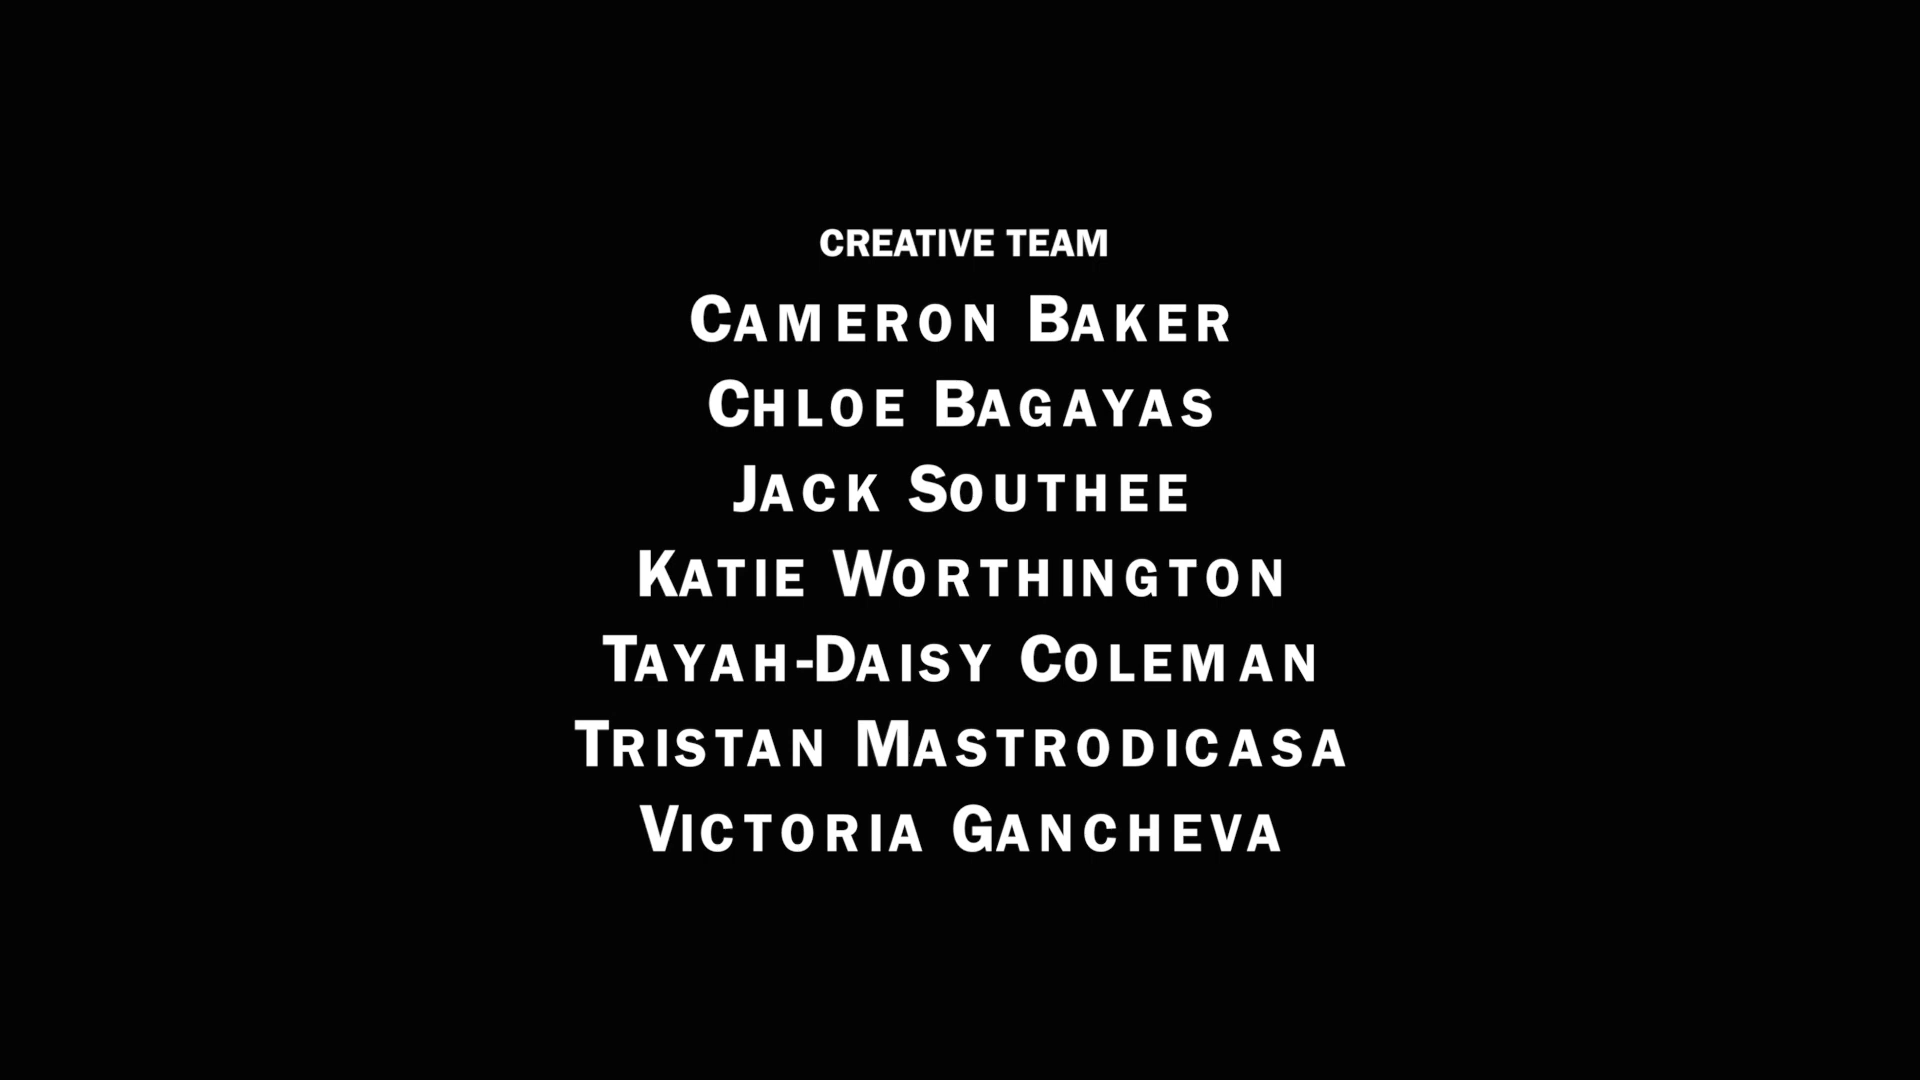 CREATIVE TEAM
CAMERON BAKER
CHLOE BAGAYAS
JACK SOUTHEE
KATIE WORTHINGTON
TAYAH-DAISY COLEMAN
TRISTAN MASTRODICASA
VICTORIA GANCHEVA